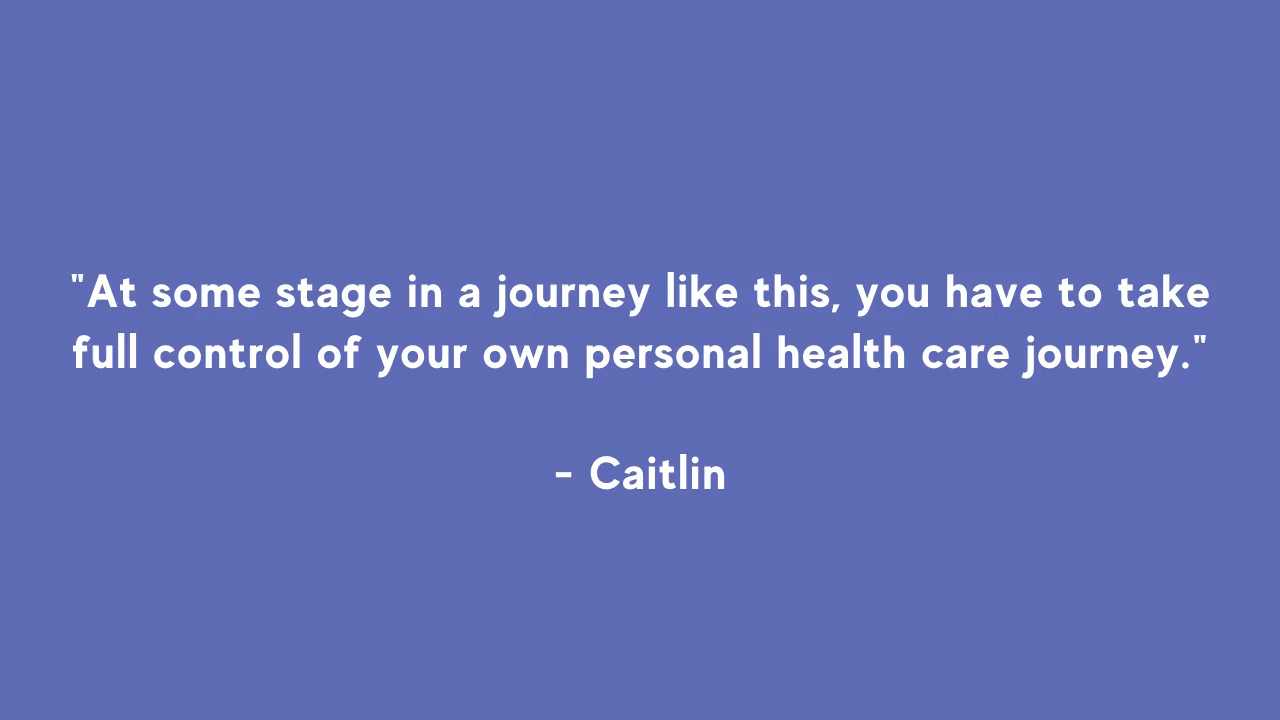 "At some stage in a journey like this, you have to take
full control of your own personal health care journey."
- Caitlin